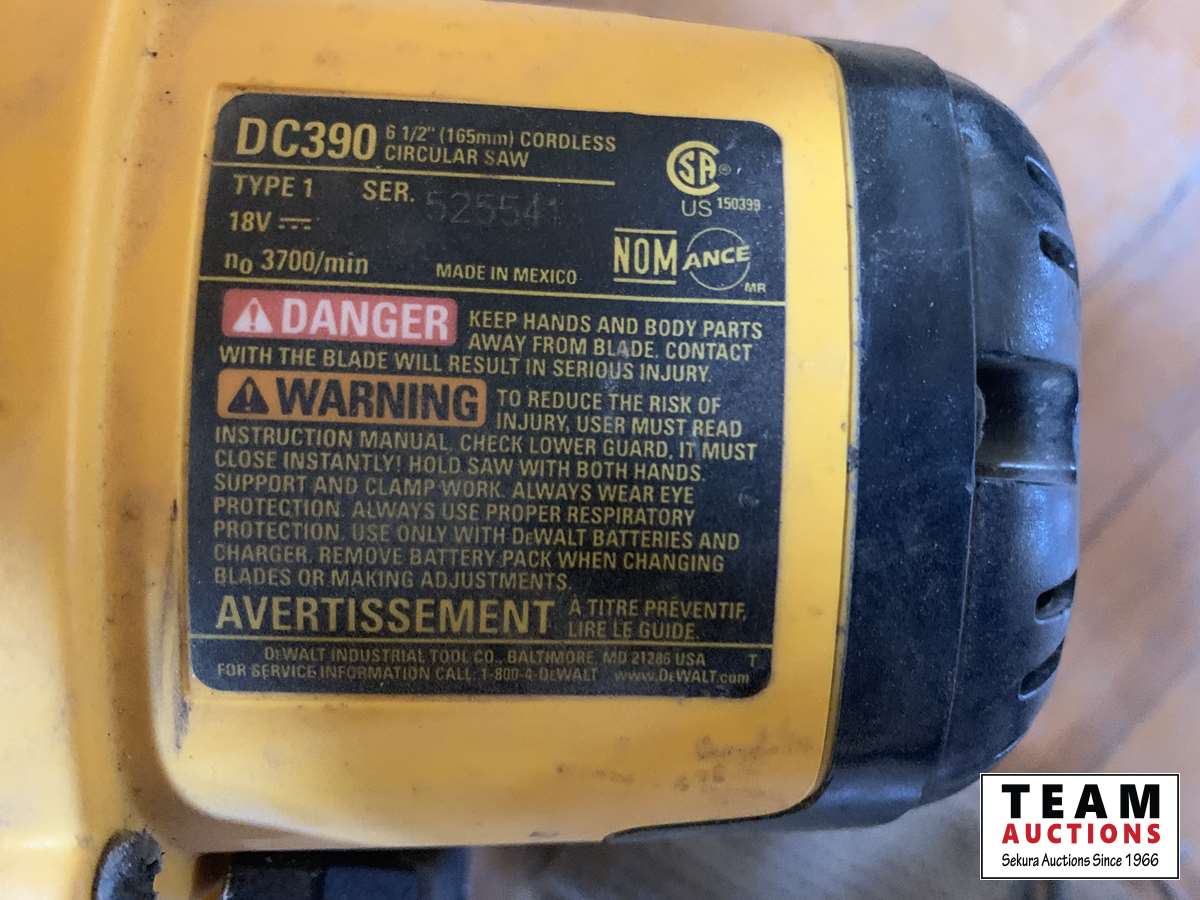 DC390 6 1/2" (165mm) CORDLESS
CIRCULAR SAW
TYPE 1 SER. 525541
18V
SA®
US 150399
n₀ 3700/min MADE IN MEXICO
NOM ANCE
MR
DANGER KEEP HANDS AND BODY PARTS
AWAY FROM BLADE. CONTACT
WITH THE BLADE WILL RESULT IN SERIOUS INJURY.
WARNING TO REDUCE THE RISK OF
INJURY, USER MUST READ
INSTRUCTION MANUAL, CHECK LOWER GUARD, IT MUST
CLOSE INSTANTLY! HOLD SAW WITH BOTH HANDS.
SUPPORT AND CLAMP WORK. ALWAYS WEAR EYE
PROTECTION. ALWAYS USE PROPER RESPIRATORY
PROTECTION. USE ONLY WITH DEWALT BATTERIES AND
CHARGER. REMOVE BATTERY PACK WHEN CHANGING
BLADES OR MAKING ADJUSTMENTS.
AVERTISSEMENT À TITRE PRÉVENTIF,
LIRE LE GUIDE.
DEWALT INDUSTRIAL TOOL CO., BALTIMORE, MD 21286 USA T
FOR SERVICE INFORMATION CALL: 1-800-4-DEWALT www.DEWALT.com
TEAM
AUCTIONS
Sekura Auctions Since 1966